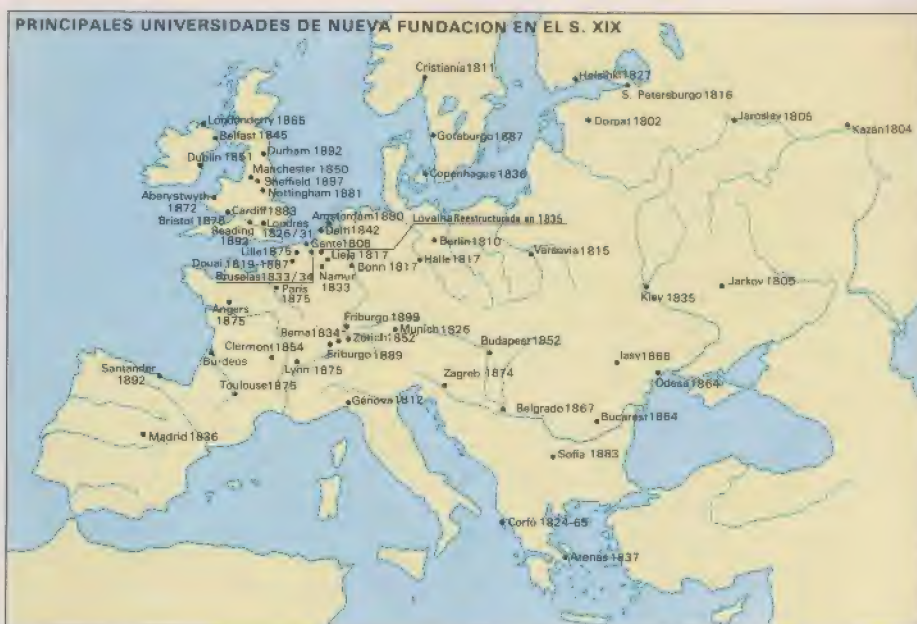 PRINCIPALES UNIVERSIDADES DE NUEVA FUNDACION EN EL S. XIX
Cristiania 1811
Helsinki 1827
S. Petersburgo 1816
Londonderry 1865
Dorpat 1802
Jaroslav 1805
Kazán 1804
Belfast 1845
Gotaburgo 1887
Durham 1892
Dublin 1851
Manchester 1850
Copenhague 1836
Sheffield 1897
Nottingham 1881
Aberystwyth
1872
Cardiff 1883
Amsterdam 1880
Lovaina Reestructurada en 1835
Bristol 1876
Londres
1826/31
Reading
1892
Delft 1842
Gante 1808
Berlin 1810
Varsovia 1815
Lille 1875
Lieja 1817
Halle 1817
Douai 1819-1887
Bonn 1817
Bruselas 1833/34
Namur
1833
Paris
1875
Kiev 1835
Jarkov 1805
Angers
1875
Friburgo 1899
Berna 1834
Munich 1826
Zurich 1852
Clermont 1854
Friburgo 1889
Budapest 1852
Burdeos
Lynn 1875
Iasy 1868
Santander
1892
Zagreb 1874
Odesa 1864
Toulouse 1875
Génova 1812
Belgrado 1867
Bucarest 1864
Madrid 1836
Sofia 1883
Corfó 1824-65
Atenas 1837